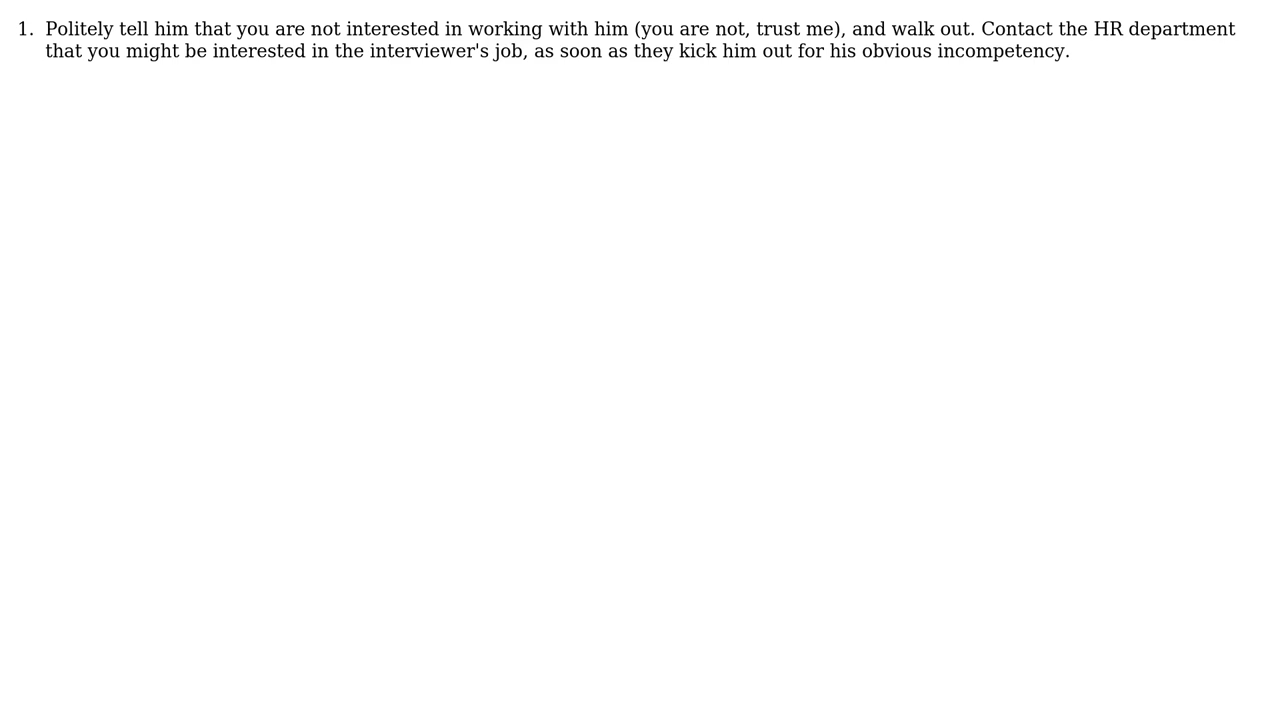 1. Politely tell him that you are not interested in working with him (you are not, trust me), and walk out. Contact the HR department
that you might be interested in the interviewer's job, as soon as they kick him out for his obvious incompetency.